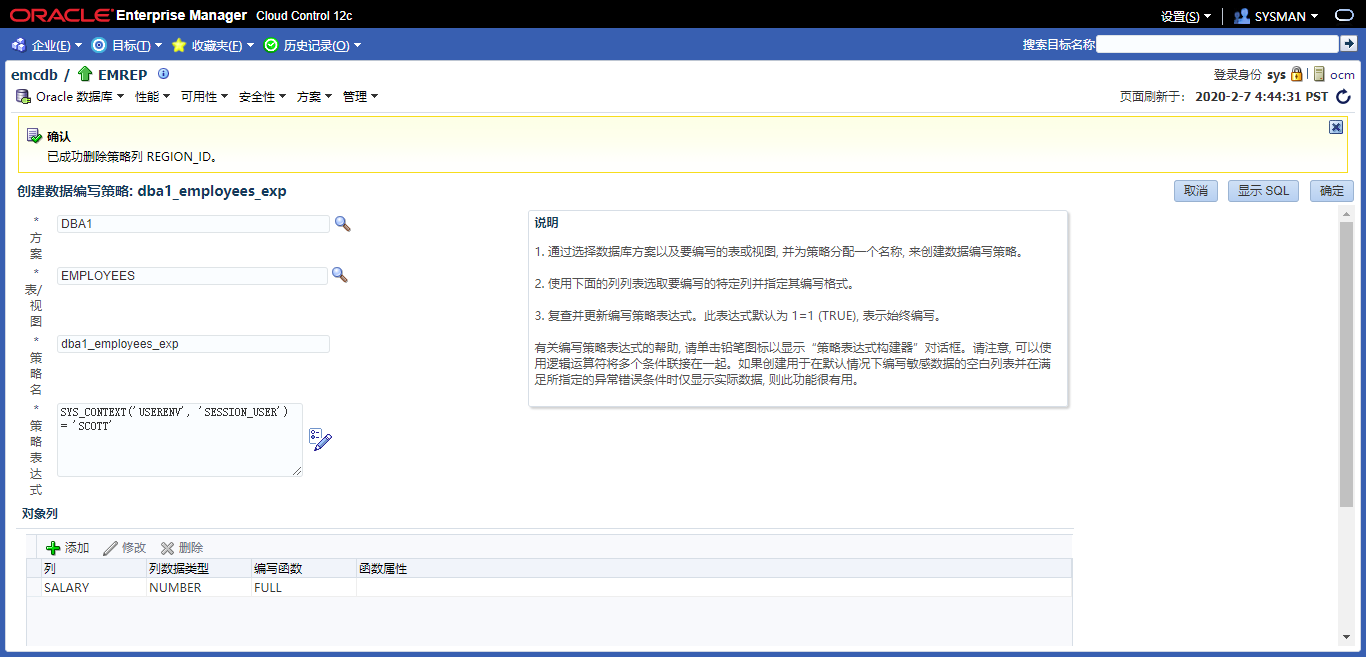 ORACLE Enterprise Manager Cloud Control 12c
设置(S) SYSMAN
企业(E) 目标(T) 收藏夹(F) 历史记录(O) 搜索目标名称
emcdb / EMREP
登录身份 sys ocm
Oracle 数据库 性能 可用性 安全性 方案 管理
页面刷新于: 2020-2-7 4:44:31 PST
确认
已成功删除策略列 REGION_ID。
创建数据编写策略: dba1_employees_exp
取消 显示 SQL 确定
* 方案 DBA1
* 表/视图 EMPLOYEES
* 策略名 dba1_employees_exp
* 策略表达式 SYS_CONTEXT('USERENV', 'SESSION_USER')
= 'SCOTT'
说明
1. 通过选择数据库方案以及要编写的表或视图, 并为策略分配一个名称, 来创建数据编写策略。
2. 使用下面的列列表选取要编写的特定列并指定其编写格式。
3. 复查并更新编写策略表达式。此表达式默认为 1=1 (TRUE), 表示始终编写。
有关编写策略表达式的帮助, 请单击铅笔图标以显示 “策略表达式构建器” 对话框。请注意, 可以使
用逻辑运算符将多个条件联接在一起。如果创建用于在默认情况下编写敏感数据的空白列表并在满
足所指定的异常错误条件时仅显示实际数据, 则此功能很有用。
对象列
添加 修改 删除
列 列数据类型 编写函数 函数属性
SALARY NUMBER FULL